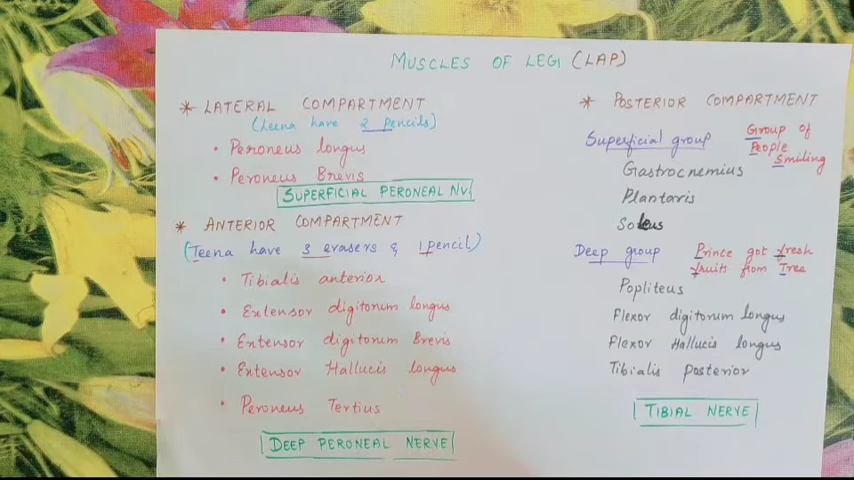 MUSCLES OF LEG (LAP)
* LATERAL COMPARTMENT
(Leena have 2 pencils)
• Peroneus longus
• Peroneus Brevis
SUPERFICIAL PERONEAL NV
* ANTERIOR COMPARTMENT
(Teena have 3 erasers & 1 pencil)
• Tibialis anterior
• Extensor digitorum longus
• Extensor digitorum Brevis
• Extensor Hallucis longus
• Peroneus Tertius
DEEP PERONEAL NERVE
* POSTERIOR COMPARTMENT
Superficial group
Group of
People
Smiling
Gastrocnemius
Plantaris
Soleus
Deep group
Prince got fresh
fruits from Tree
Popliteus
Flexor digitorum longus
Flexor Hallucis longus
Tibialis posterior
TIBIAL NERVE